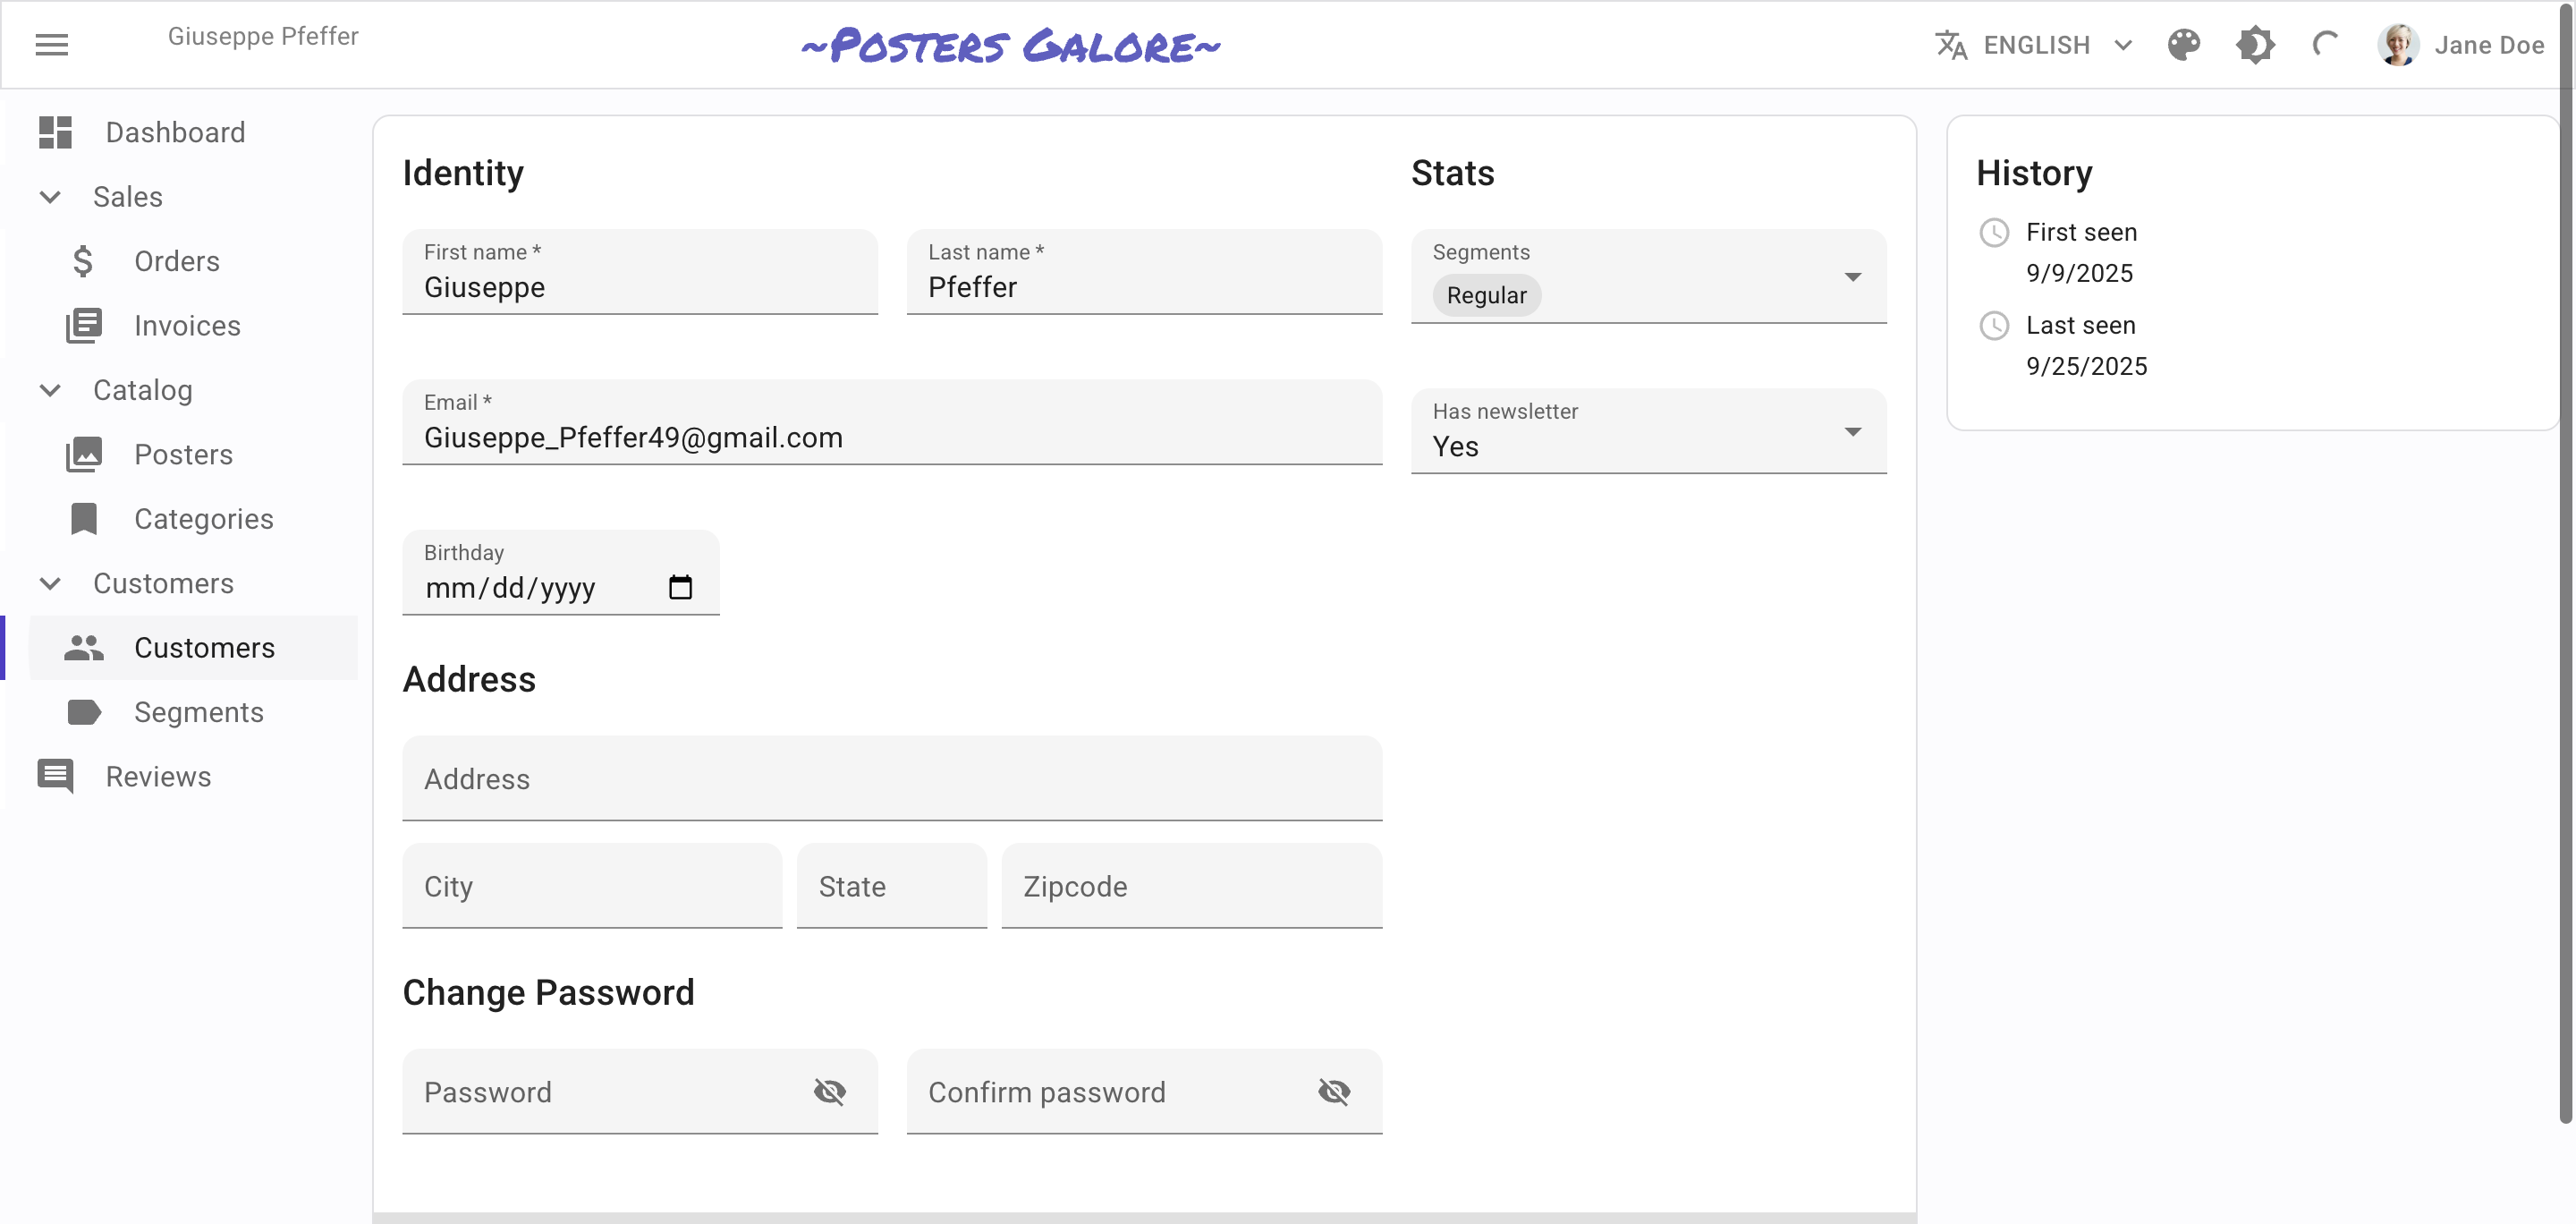 Giuseppe Pfeffer
~Posters Galore~
ENGLISH
Jane Doe
Dashboard
Sales
Orders
Invoices
Catalog
Posters
Categories
Customers
Customers
Segments
Reviews
Identity
First name *
Giuseppe
Last name *
Pfeffer
Email *
Giuseppe_Pfeffer49@gmail.com
Birthday
mm/dd/yyyy
Address
Address
City
State
Zipcode
Change Password
Password
Confirm password
Stats
Segments
Regular
Has newsletter
Yes
History
First seen
9/9/2025
Last seen
9/25/2025